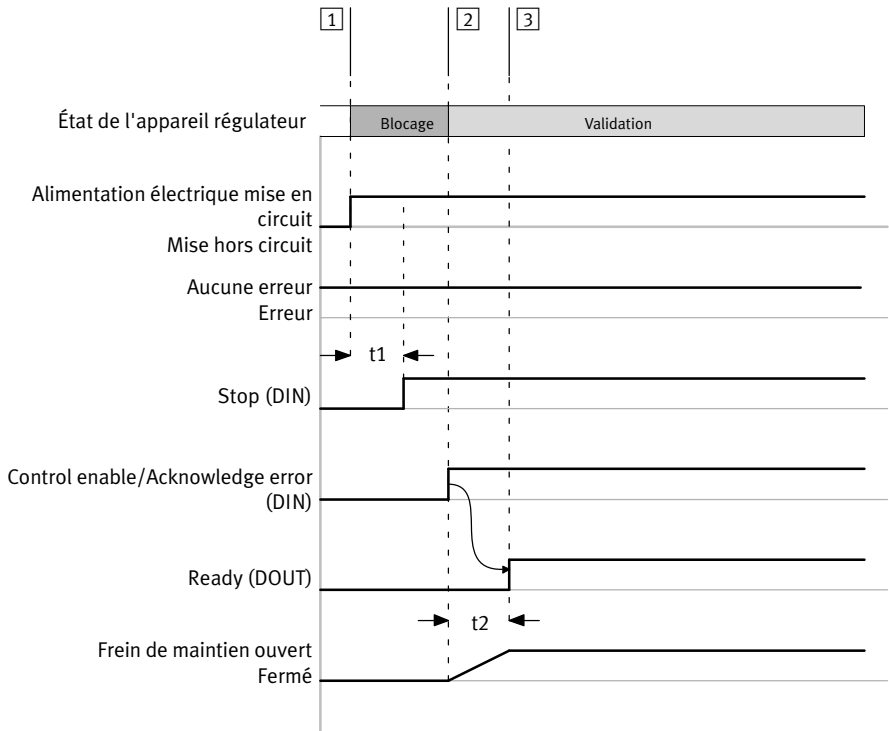 1 2 3
État de l'appareil régulateur
Blocage
Validation
Alimentation électrique mise en
circuit
Mise hors circuit
Aucune erreur
Erreur
t1
Stop (DIN)
Control enable/Acknowledge error
(DIN)
Ready (DOUT)
t2
Frein de maintien ouvert
Fermé